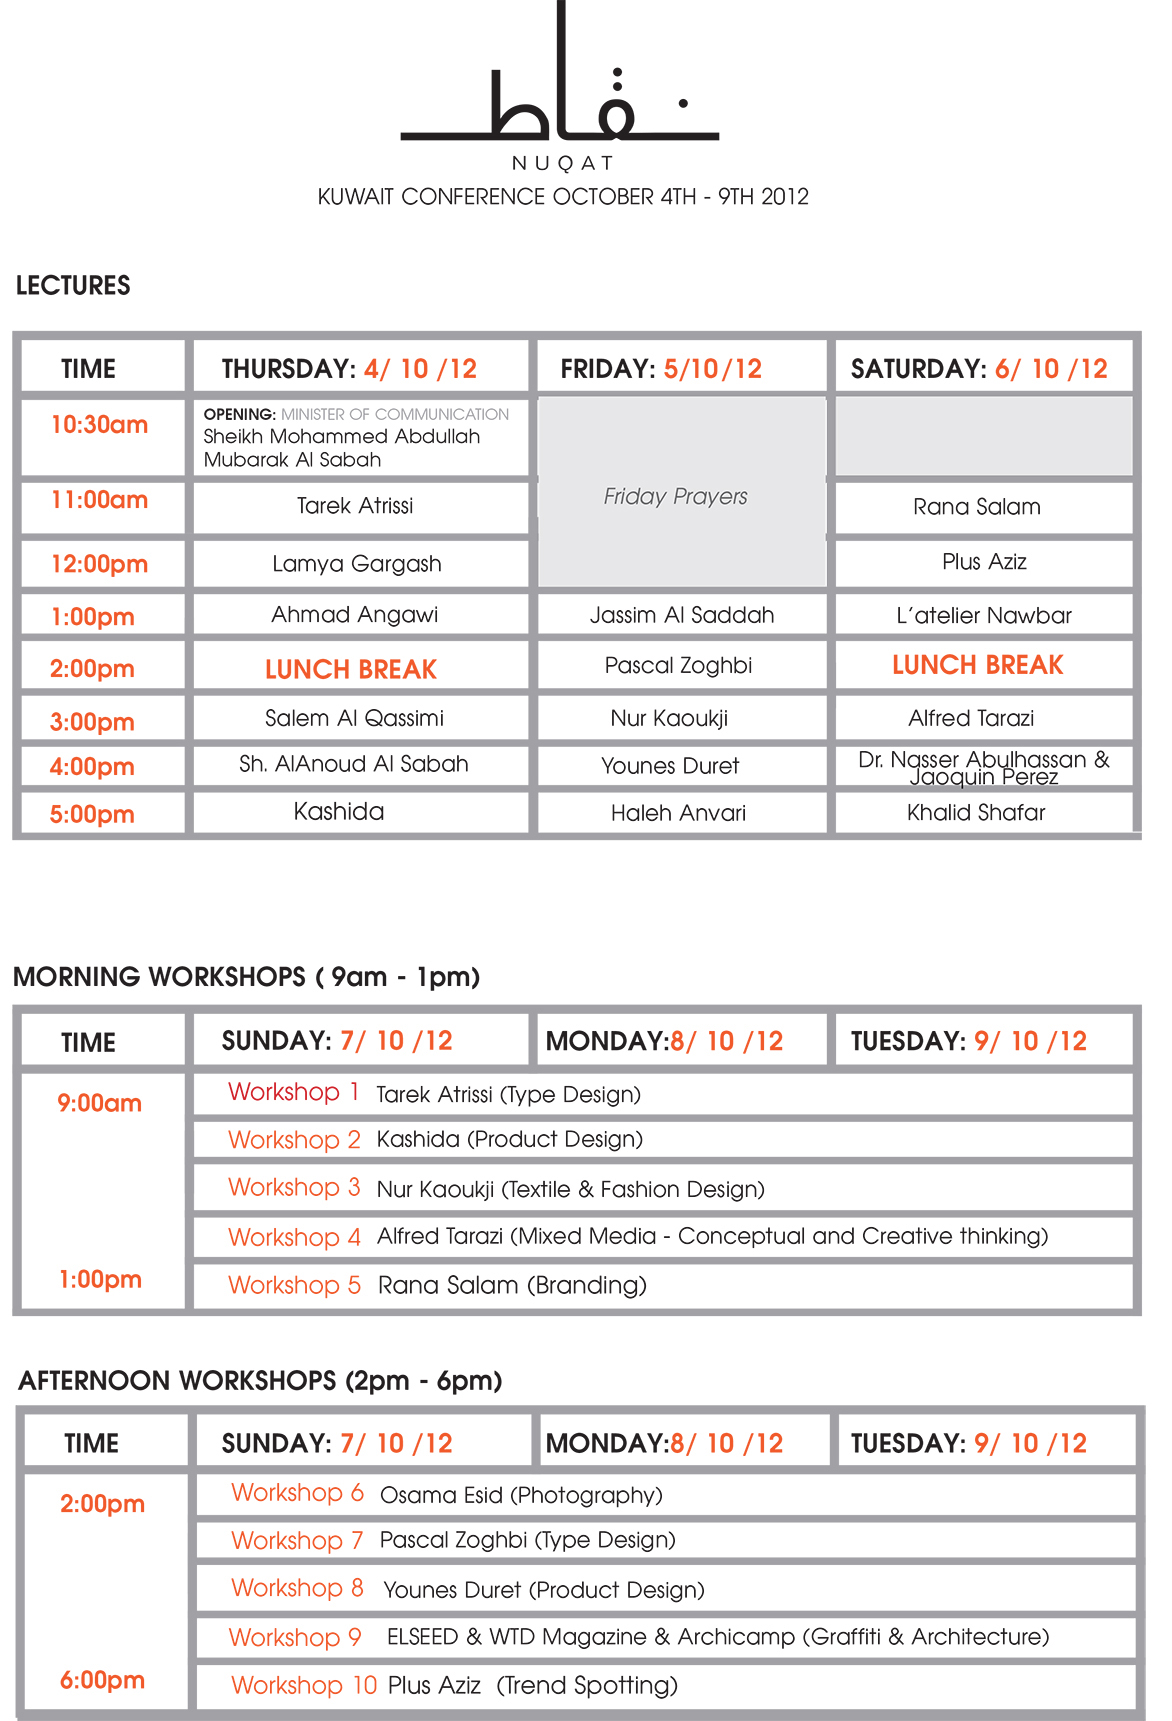 نقاط
NUQAT
KUWAIT CONFERENCE OCTOBER 4TH - 9TH 2012
LECTURES
TIME THURSDAY: 4/ 10 /12 FRIDAY: 5/10/12 SATURDAY: 6/ 10 /12
10:30am OPENING: MINISTER OF COMMUNICATION
Sheikh Mohammed Abdullah
Mubarak Al Sabah
Friday Prayers
11:00am Tarek Atrissi Rana Salam
12:00pm Lamya Gargash Plus Aziz
1:00pm Ahmad Angawi Jassim Al Saddah L'atelier Nawbar
2:00pm LUNCH BREAK Pascal Zoghbi LUNCH BREAK
3:00pm Salem Al Qassimi Nur Kaoukji Alfred Tarazi
4:00pm Sh. AlAnoud Al Sabah Younes Duret Dr. Nasser Abulhassan &
Jaoquin Perez
5:00pm Kashida Haleh Anvari Khalid Shafar
MORNING WORKSHOPS ( 9am - 1pm)
TIME SUNDAY: 7/ 10 /12 MONDAY:8/ 10 /12 TUESDAY: 9/ 10 /12
9:00am Workshop 1 Tarek Atrissi (Type Design)
Workshop 2 Kashida (Product Design)
Workshop 3 Nur Kaoukji (Textile & Fashion Design)
Workshop 4 Alfred Tarazi (Mixed Media - Conceptual and Creative thinking)
1:00pm Workshop 5 Rana Salam (Branding)
AFTERNOON WORKSHOPS (2pm - 6pm)
TIME SUNDAY: 7/ 10 /12 MONDAY:8/ 10 /12 TUESDAY: 9/ 10 /12
2:00pm Workshop 6 Osama Esid (Photography)
Workshop 7 Pascal Zoghbi (Type Design)
Workshop 8 Younes Duret (Product Design)
Workshop 9 ELSEED & WTD Magazine & Archicamp (Graffiti & Architecture)
6:00pm Workshop 10 Plus Aziz (Trend Spotting)